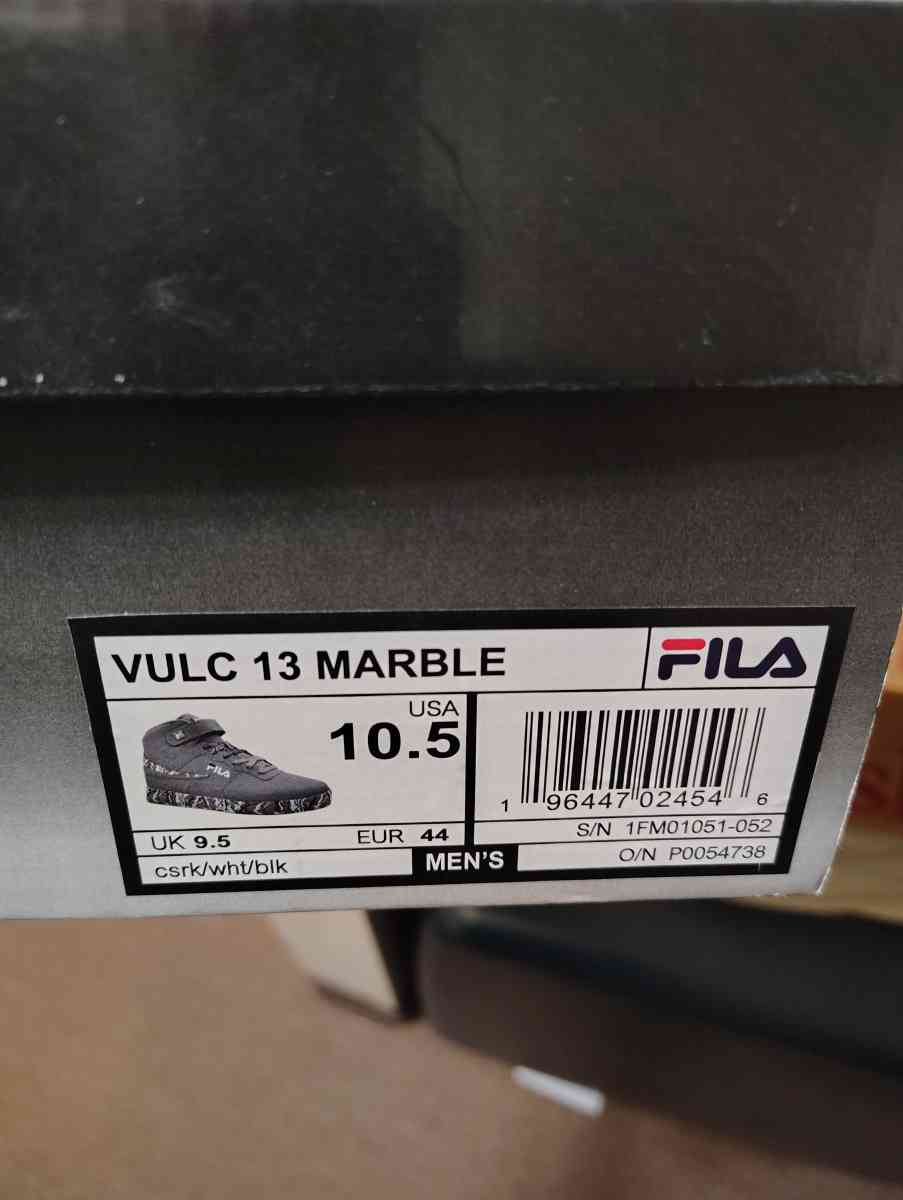 VULC 13 MARBLE
FILA
USA
10.5
FILA
UK 9.5
EUR 44
csrk/wht/blk
MEN'S
1 96447 02454 6
S/N 1FM01051-052
O/N P0054738